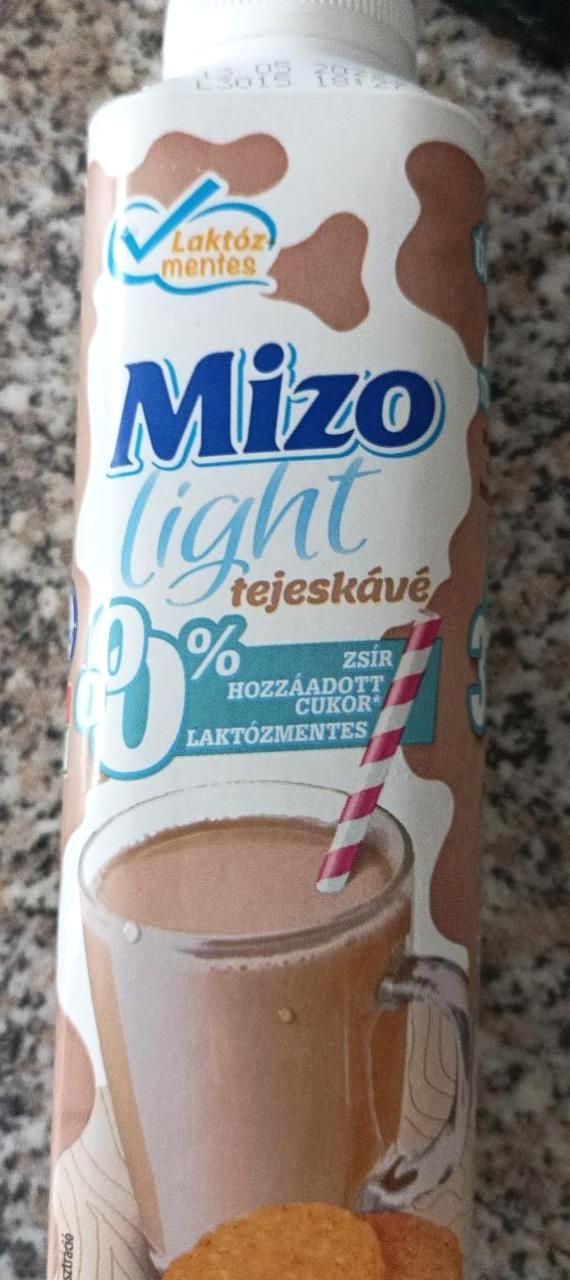 Laktóz
mentes
Mizo
light
tejeskávé
0%
ZSÍR
HOZZÁADOTT
CUKOR*
LAKTÓZMENTES